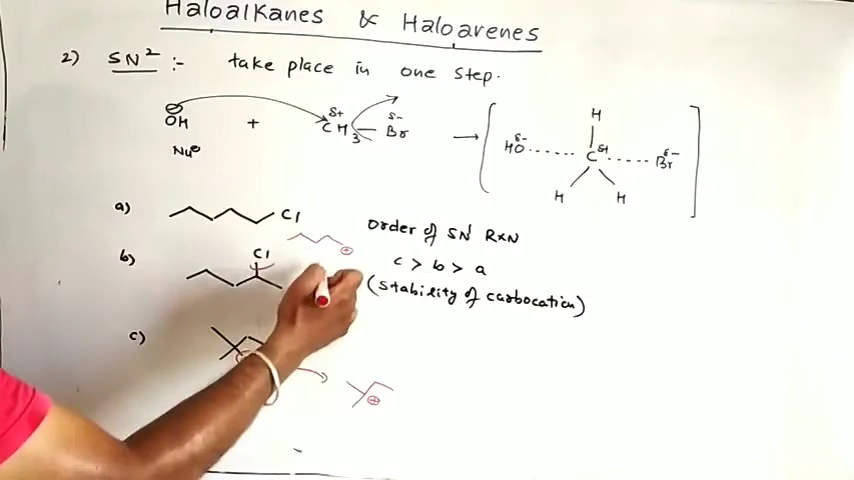 Haloalkanes & Haloarenes
2) SN² :- take place in one step.
⊖OH + δ+ CH₃ — Br δ- → [ HO δ- ..... C δ+ ..... Br δ- ]
H
H H
Nu⊖
a) Cl
b) Cl
c)
⊕
Order of SN¹ RxN
c > b > a
(Stability of carbocation)
⊕